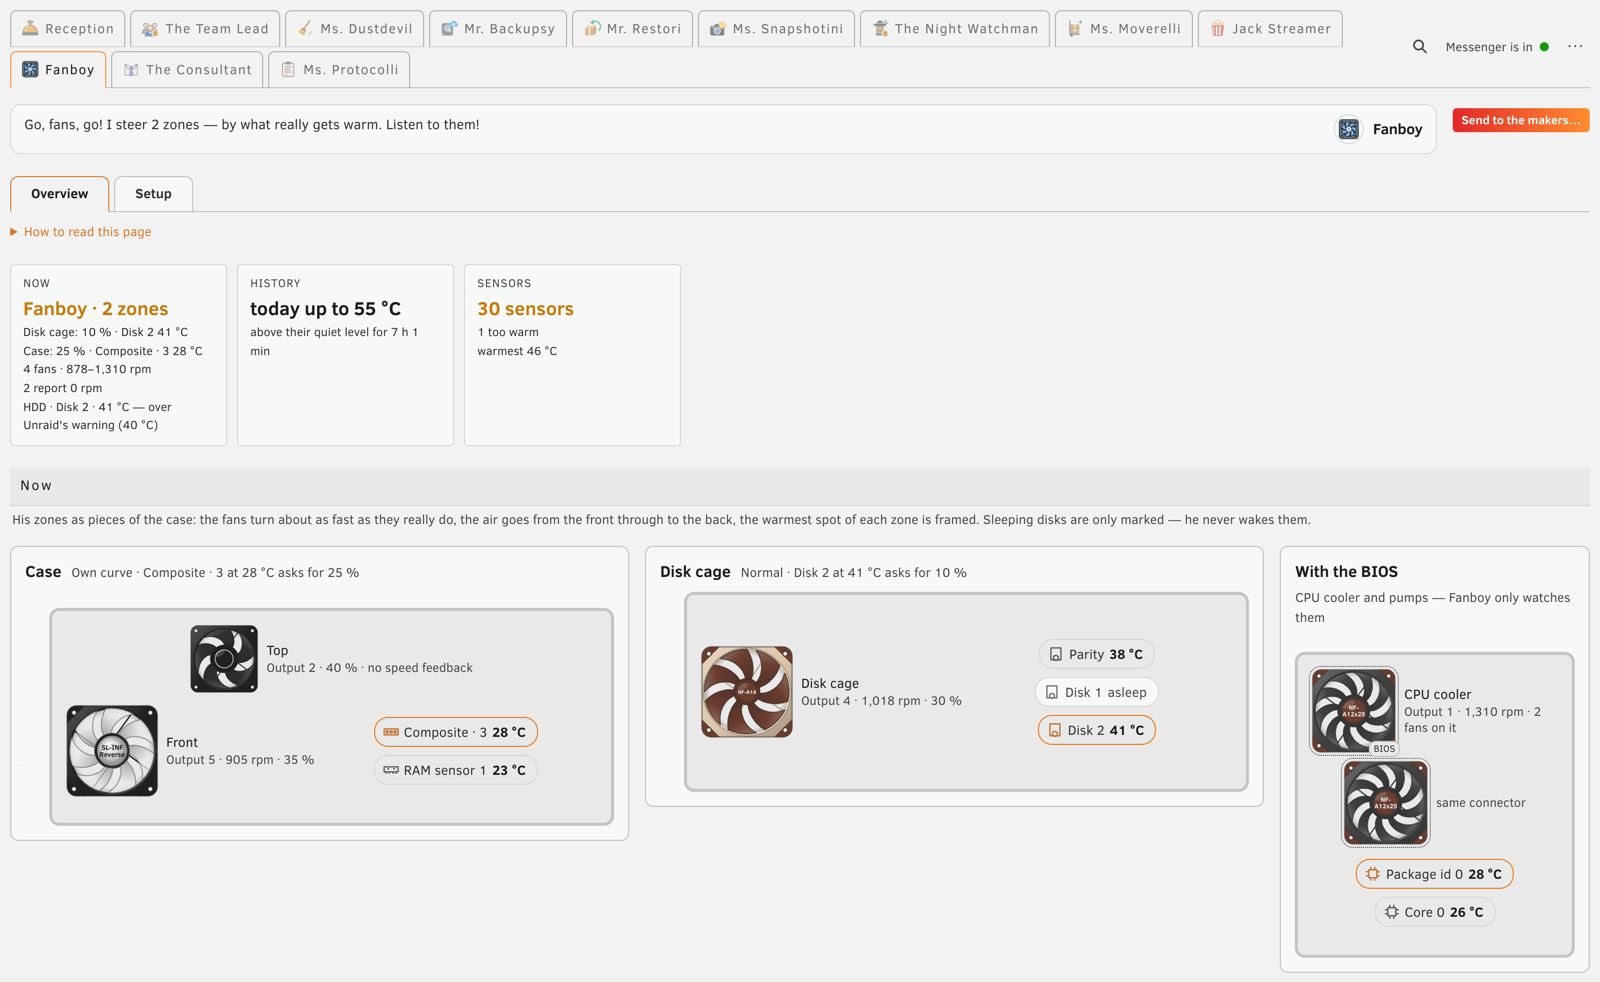 Reception
The Team Lead
Ms. Dustdevil
Mr. Backupsy
Mr. Restori
Ms. Snapshotini
The Night Watchman
Ms. Moverelli
Jack Streamer
Messenger is in
Fanboy
The Consultant
Ms. Protocolli
Go, fans, go! I steer 2 zones — by what really gets warm. Listen to them!
Fanboy
Send to the makers…
Overview
Setup
How to read this page
NOW
Fanboy · 2 zones
Disk cage: 10 % · Disk 2 41 °C
Case: 25 % · Composite · 3 28 °C
4 fans · 878–1,310 rpm
2 report 0 rpm
HDD · Disk 2 · 41 °C — over
Unraid's warning (40 °C)
HISTORY
today up to 55 °C
above their quiet level for 7 h 1
min
SENSORS
30 sensors
1 too warm
warmest 46 °C
Now
His zones as pieces of the case: the fans turn about as fast as they really do, the air goes from the front through to the back, the warmest spot of each zone is framed. Sleeping disks are only marked — he never wakes them.
Case Own curve · Composite · 3 at 28 °C asks for 25 %
Top
Output 2 · 40 % · no speed feedback
SL-INF
Reverse
Front
Output 5 · 905 rpm · 35 %
Composite · 3 28 °C
RAM sensor 1 23 °C
Disk cage Normal · Disk 2 at 41 °C asks for 10 %
NF-A14
Disk cage
Output 4 · 1,018 rpm · 30 %
Parity 38 °C
Disk 1 asleep
Disk 2 41 °C
With the BIOS
CPU cooler and pumps — Fanboy only watches
them
NF-
A12x25
BIOS
CPU cooler
Output 1 · 1,310 rpm · 2
fans on it
NF-
A12x25
same connector
Package id 0 28 °C
Core 0 26 °C